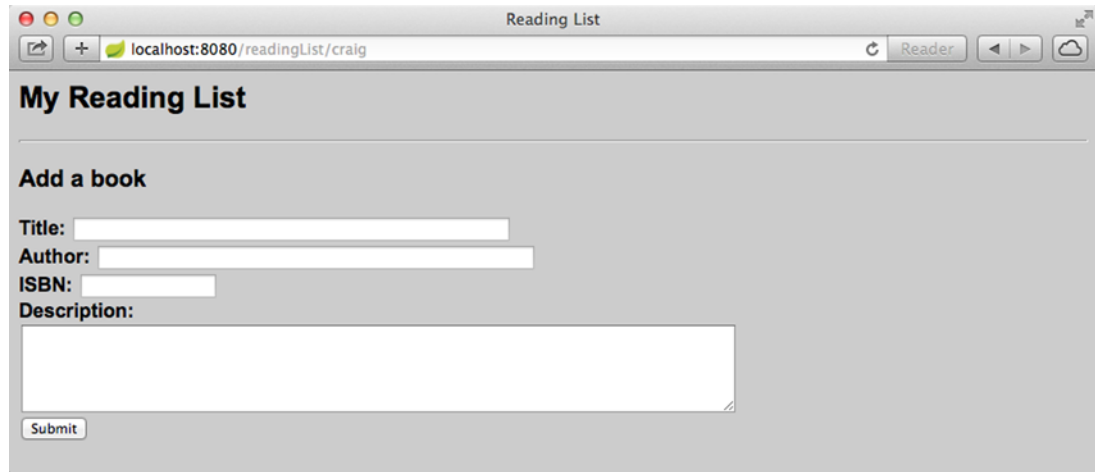 Reading List
localhost:8080/readingList/craig
Reader
My Reading List
Add a book
Title:
Author:
ISBN:
Description:
Submit